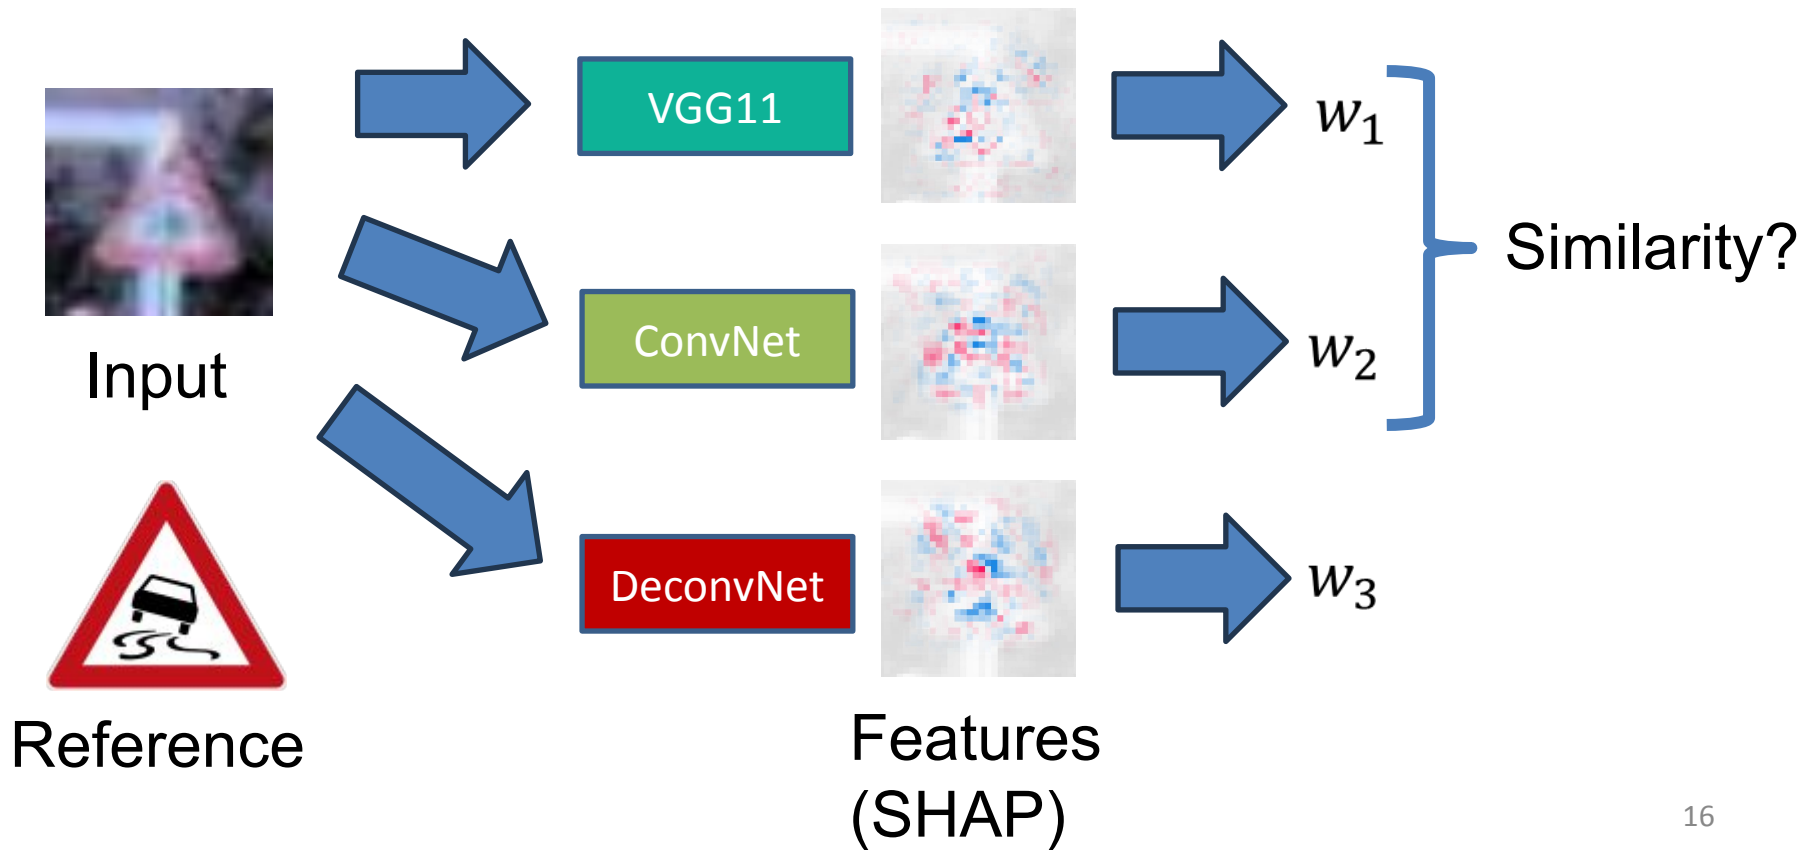 VGG11
w₁
Input
ConvNet
w₂
Similarity?
DeconvNet
w₃
Reference
Features
(SHAP)
16